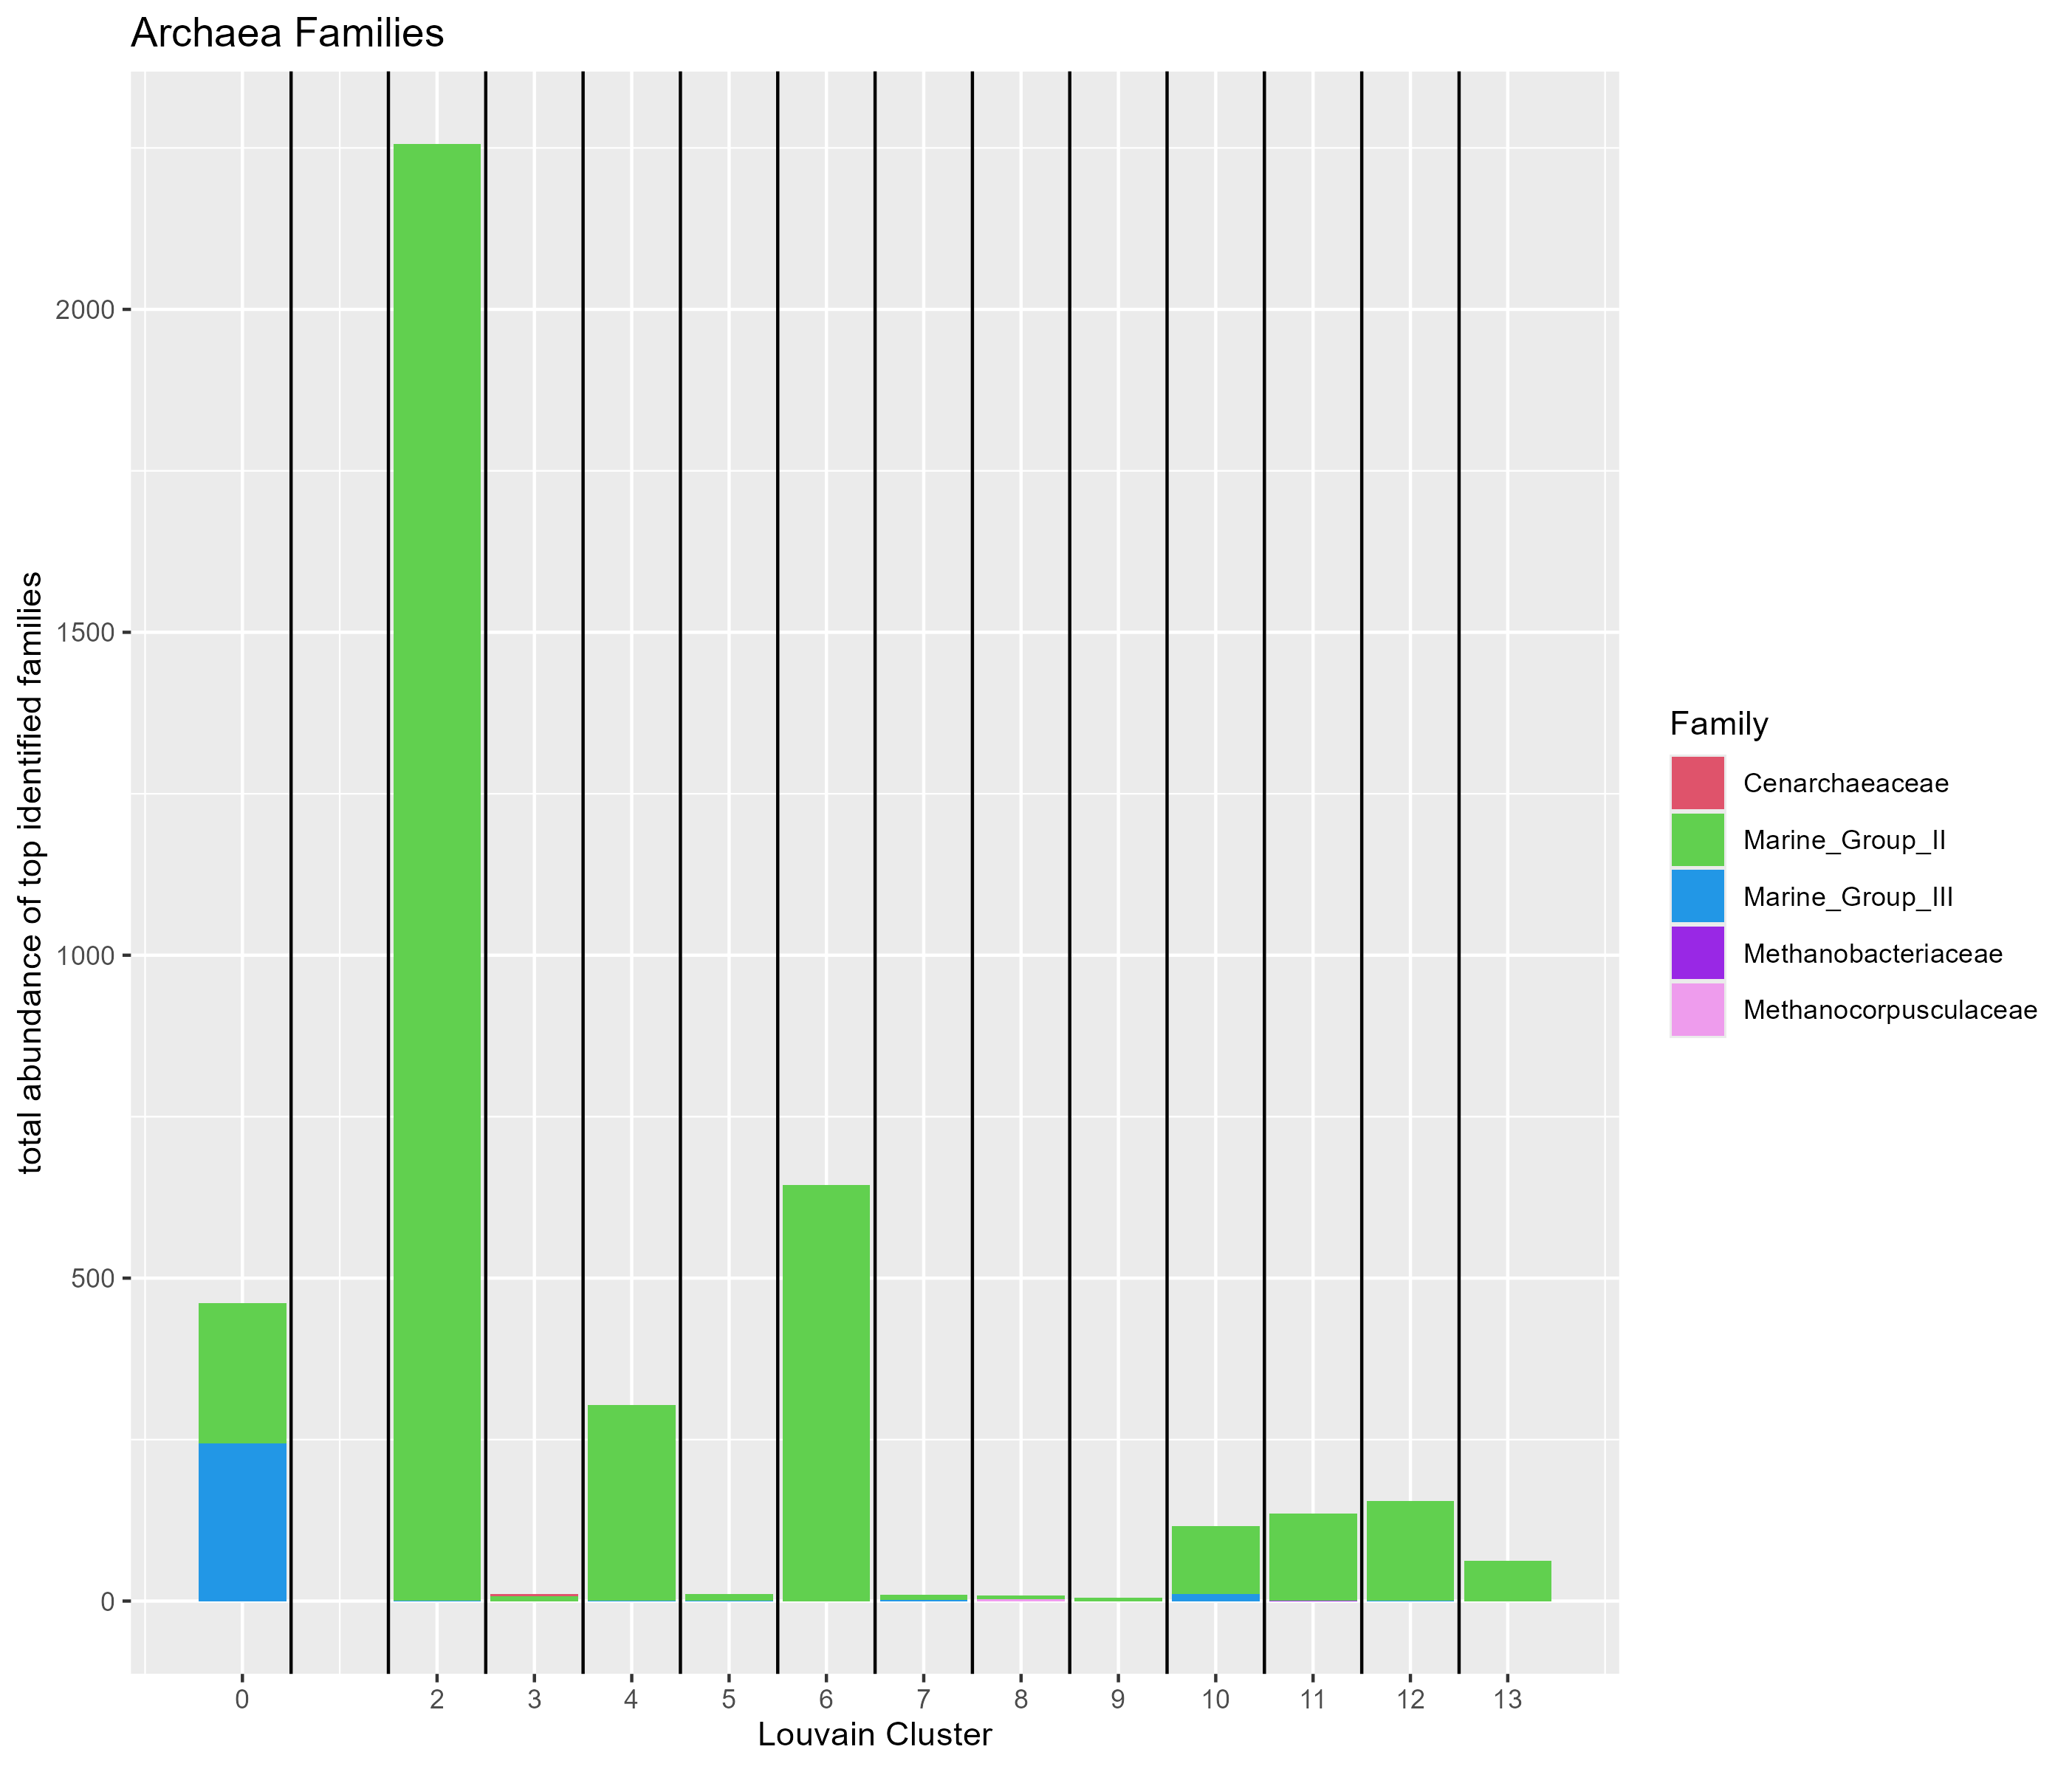 Archaea Families
total abundance of top identified families
2000
1500
1000
500
0
0 2 3 4 5 6 7 8 9 10 11 12 13
Louvain Cluster
Family
Cenarchaeaceae
Marine_Group_II
Marine_Group_III
Methanobacteriaceae
Methanocorpusculaceae